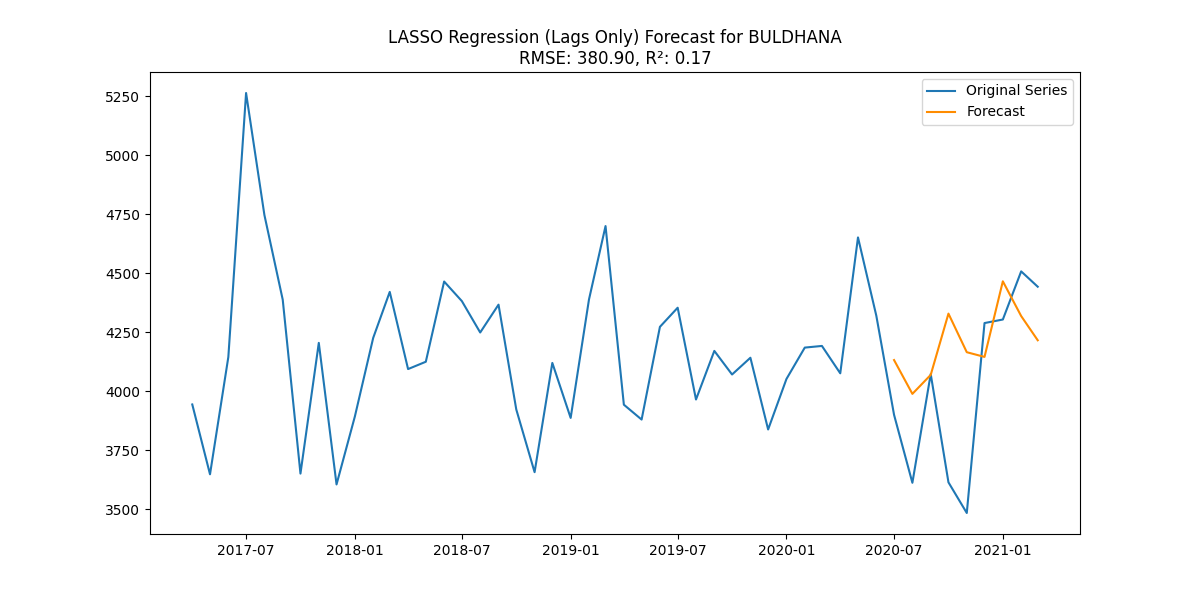 LASSO Regression (Lags Only) Forecast for BULDHANA
RMSE: 380.90, R²: 0.17
Original Series
Forecast
5250
5000
4750
4500
4250
4000
3750
3500
2017-07 2018-01 2018-07 2019-01 2019-07 2020-01 2020-07 2021-01